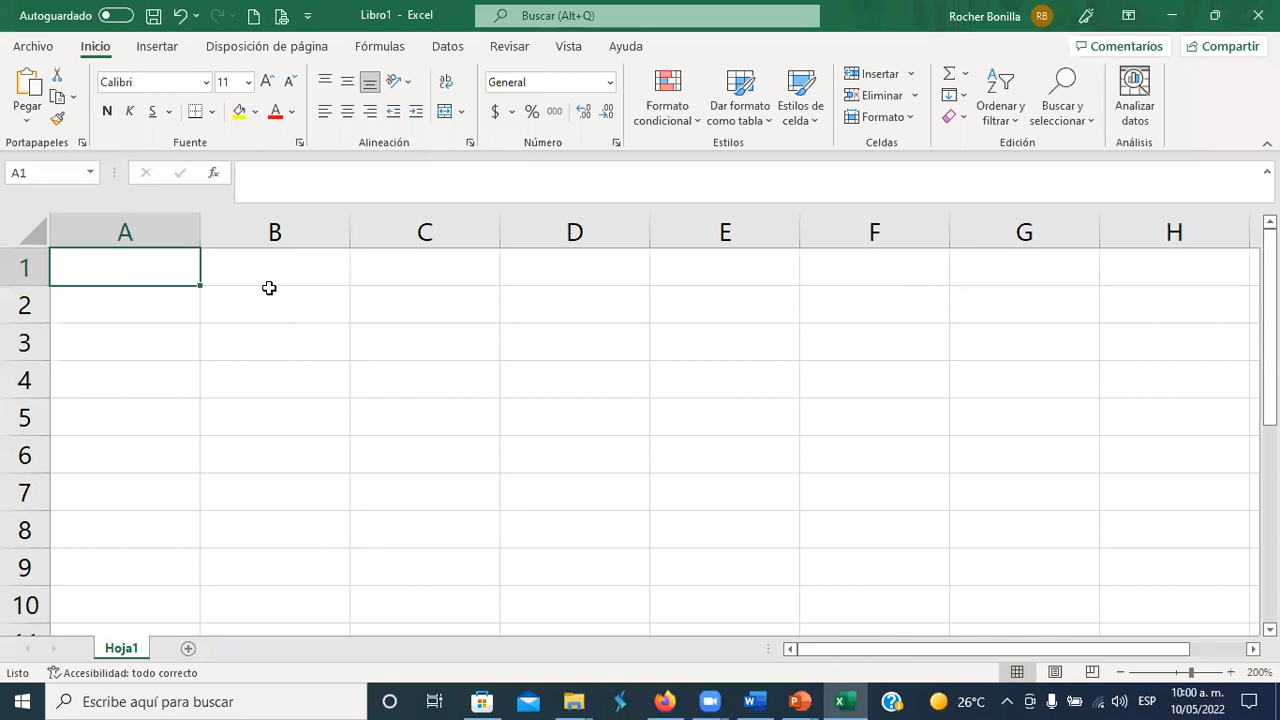 Autoguardado Libro1 - Excel Buscar (Alt+Q) Rocher Bonilla RB
Archivo Inicio Insertar Disposición de página Fórmulas Datos Revisar Vista Ayuda Comentarios Compartir
Pegar Calibri 11 General Formato condicional Dar formato como tabla Estilos de celda Insertar Eliminar Formato Ordenar y filtrar Buscar y seleccionar Analizar datos
N K S $ % 000
Portapapeles Fuente Alineación Número Estilos Celdas Edición Análisis
A1 fx
A B C D E F G H
1
2
3
4
5
6
7
8
9
10
Hoja1
Listo Accesibilidad: todo correcto 200%
Escribe aquí para buscar 26°C ESP 10:00 a. m.
10/05/2022